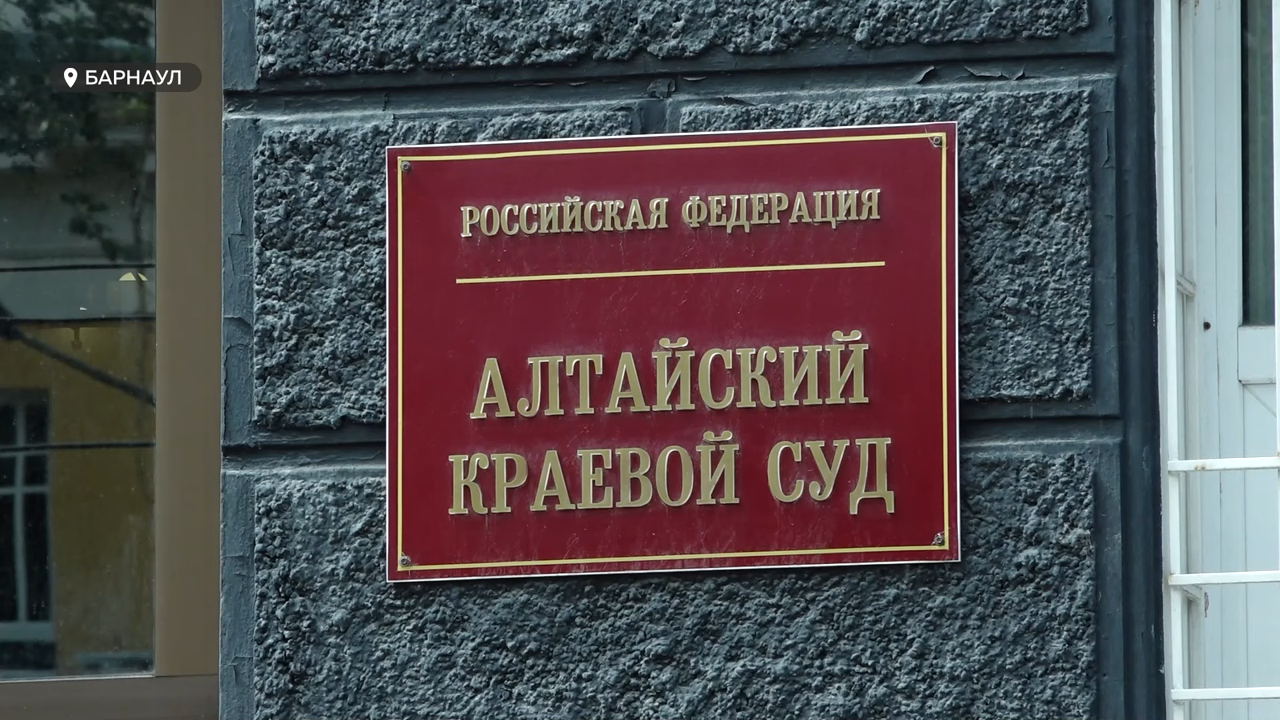 БАРНАУЛ
РОССИЙСКАЯ ФЕДЕРАЦИЯ
АЛТАЙСКИЙ
КРАЕВОЙ СУД